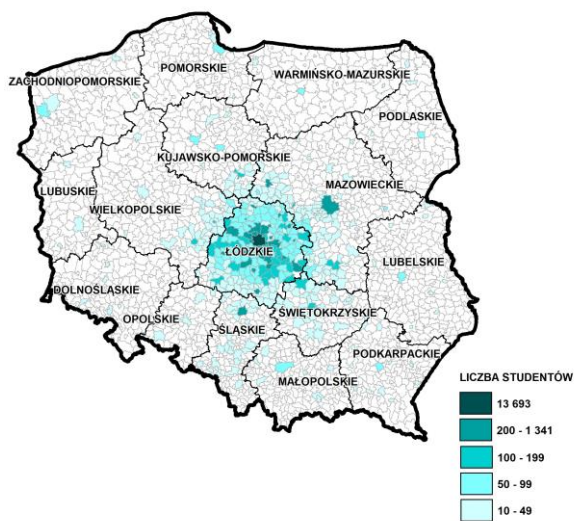 POMORSKIE
WARMIŃSKO-MAZURSKIE
ZACHODNIOPOMORSKIE
PODLASKIE
KUJAWSKO-POMORSKIE
MAZOWIECKIE
LUBUSKIE
WIELKOPOLSKIE
ŁÓDZKIE
LUBELSKIE
DOLNOŚLĄSKIE
OPOLSKIE
ŚWIĘTOKRZYSKIE
ŚLĄSKIE
PODKARPACKIE
MAŁOPOLSKIE
LICZBA STUDENTÓW
13 693
200 - 1 341
100 - 199
50 - 99
10 - 49